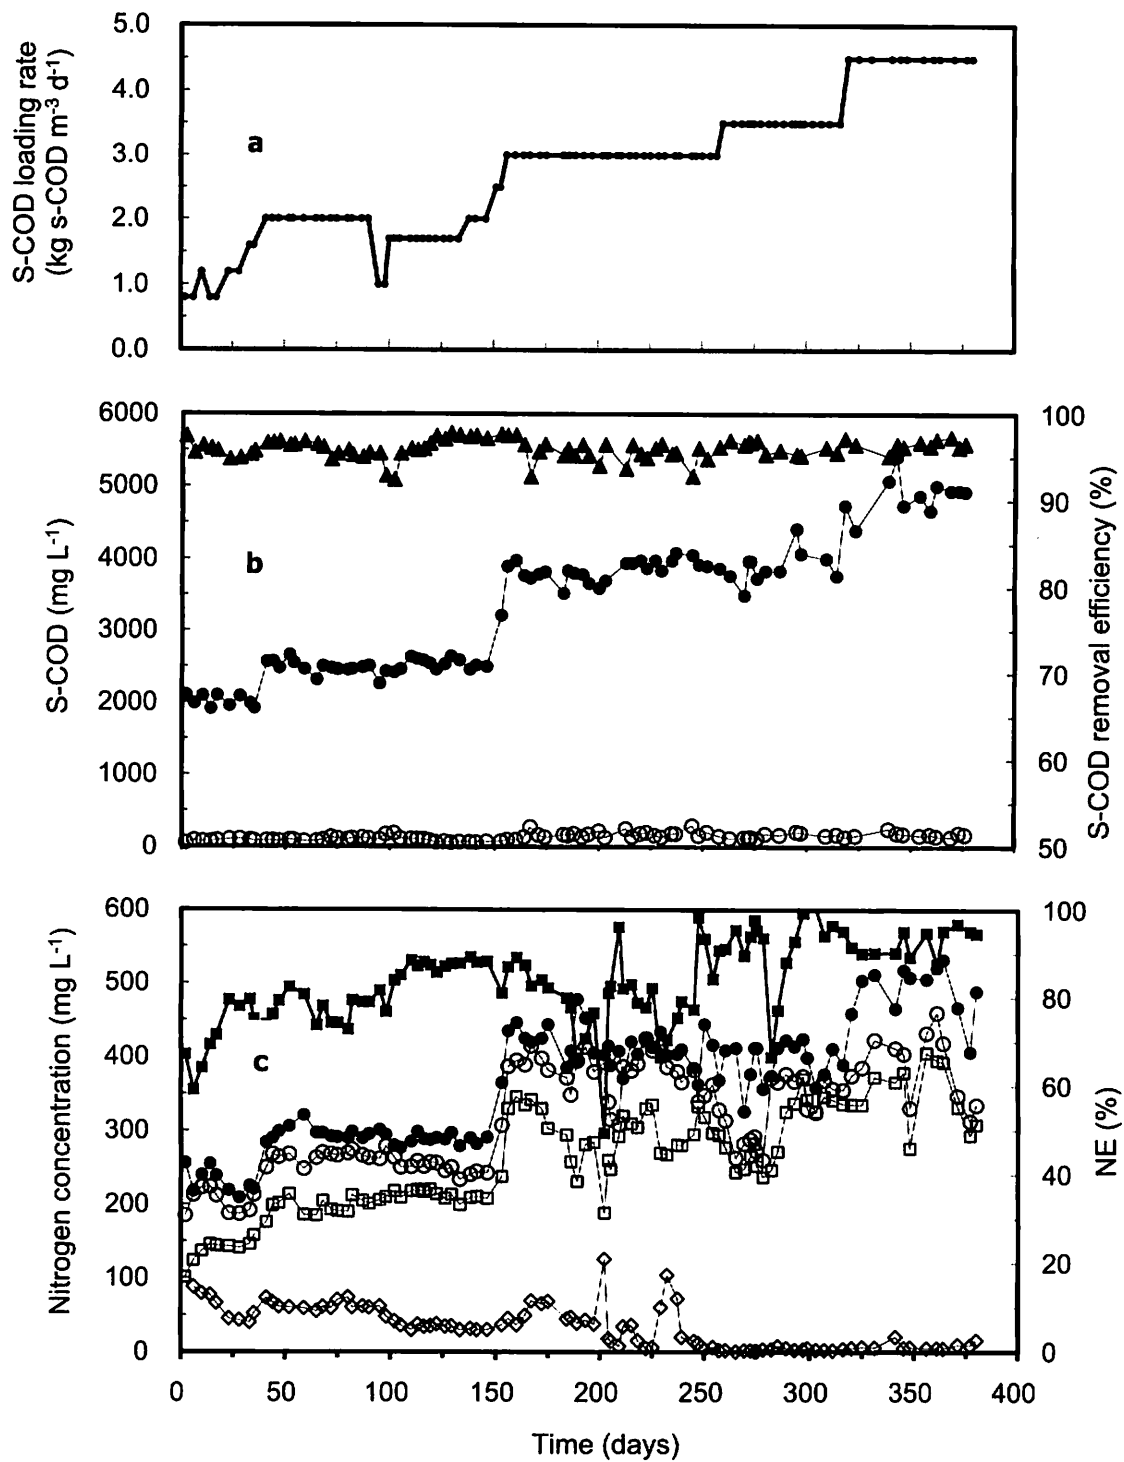 S-COD loading rate
(kg s-COD m⁻³ d⁻¹)
5.0
4.0
3.0
2.0
1.0
0.0
a
S-COD (mg L⁻¹)
6000
5000
4000
3000
2000
1000
0
b
100
90
80
70
60
50
S-COD removal efficiency (%)
Nitrogen concentration (mg L⁻¹)
600
500
400
300
200
100
0
c
100
80
60
40
20
0
NE (%)
0 50 100 150 200 250 300 350 400
Time (days)